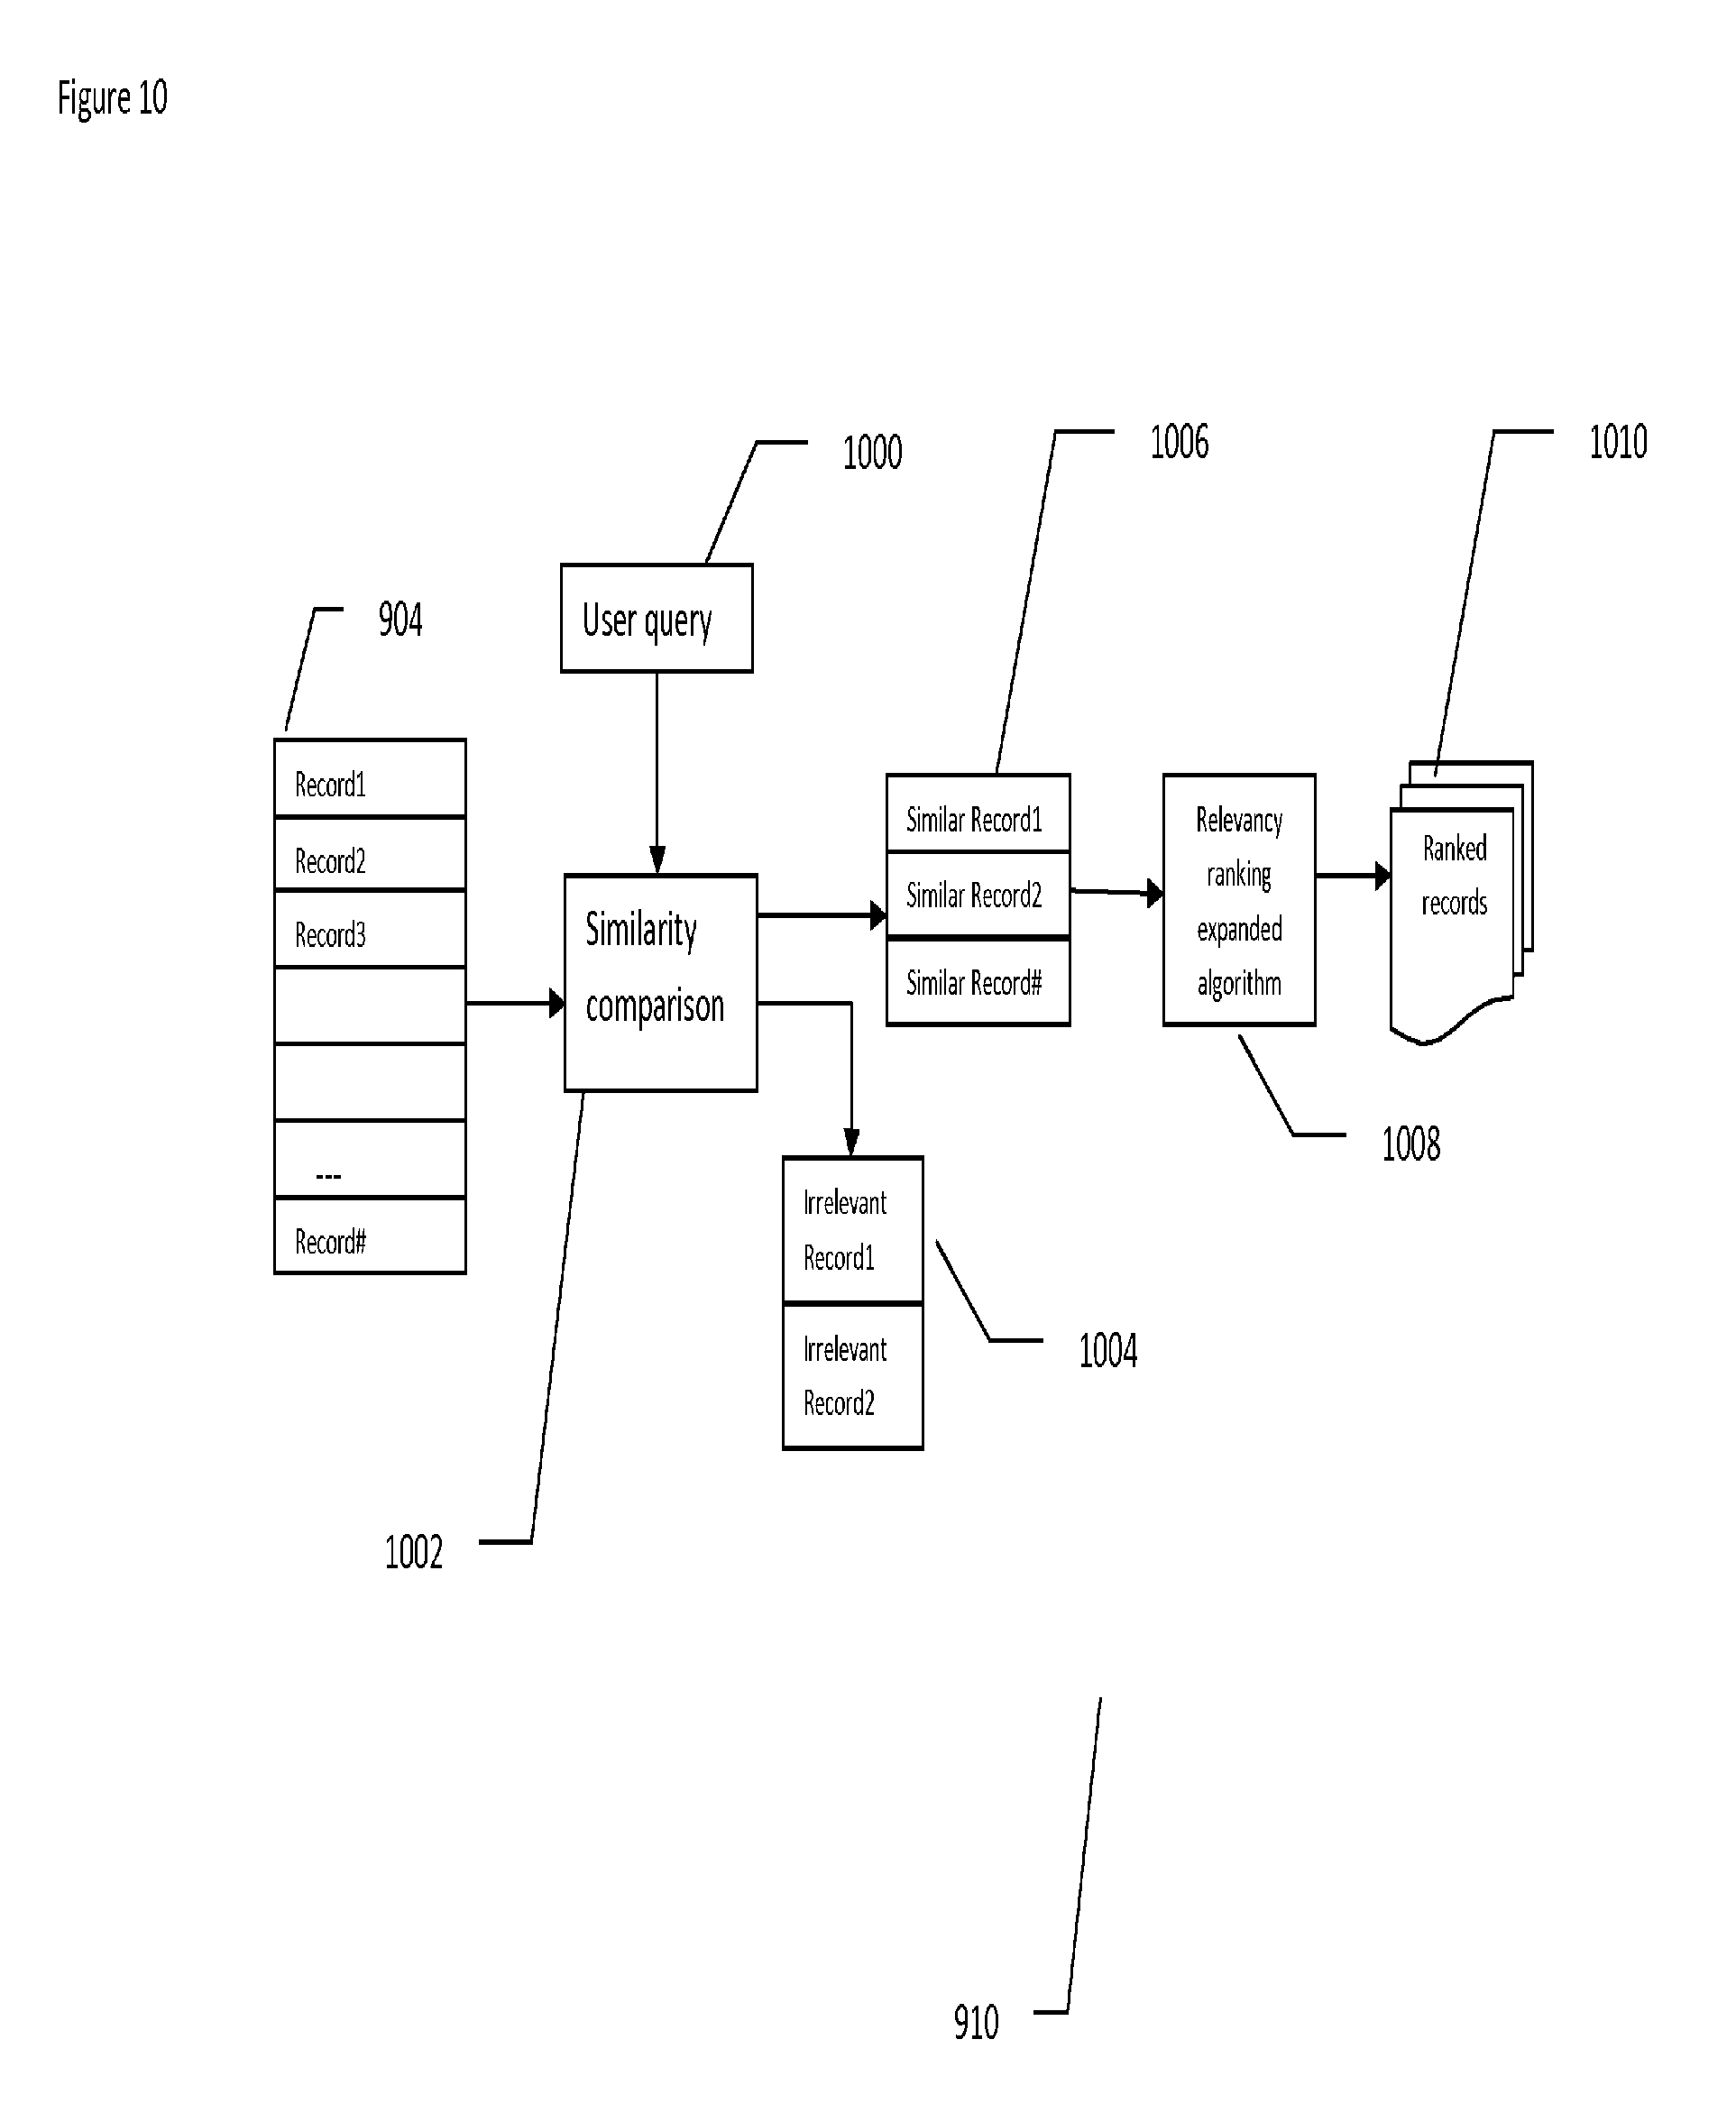 Figure 10
1000
1006
1010
904
User query
Record1
Record2
Record3
---
Record#
Similarity
comparison
Similar Record1
Similar Record2
Similar Record#
Relevancy
ranking
expanded
algorithm
Ranked
records
1008
Irrelevant
Record1
Irrelevant
Record2
1004
1002
910